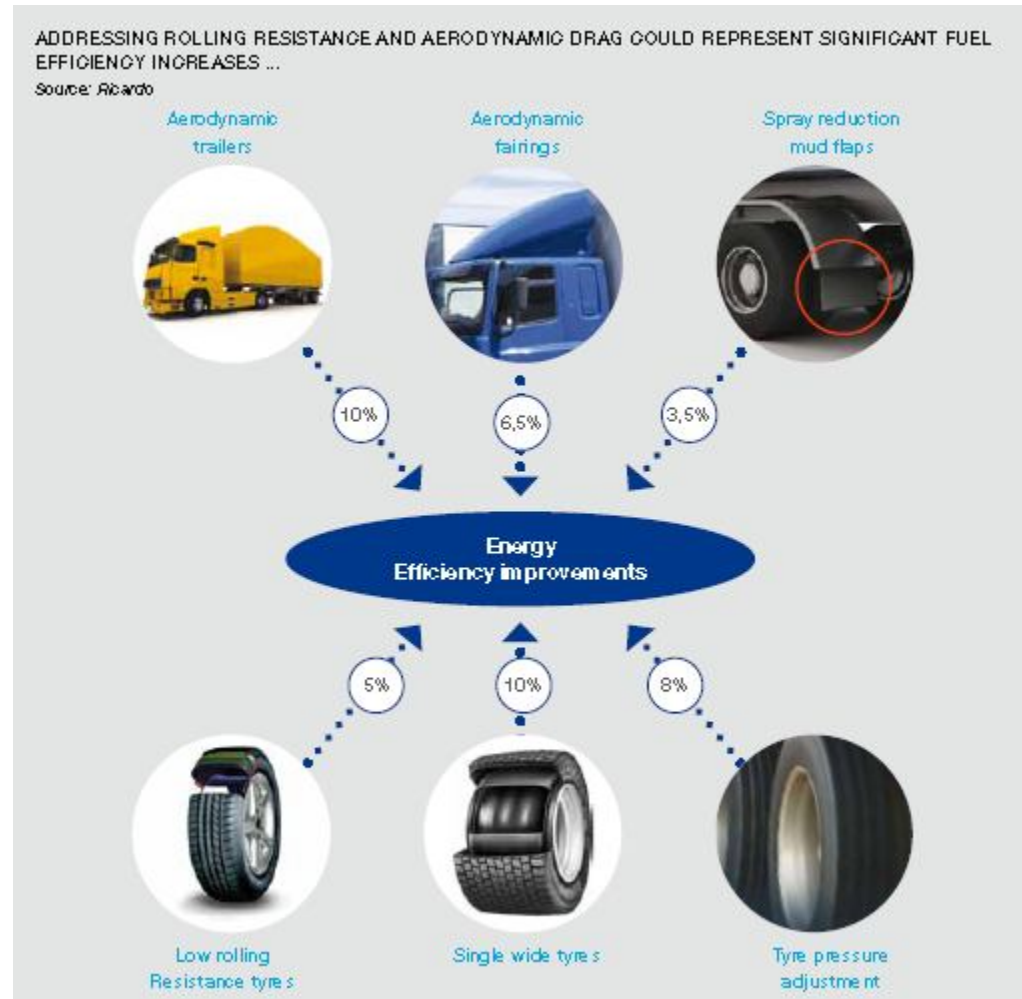 ADDRESSING ROLLING RESISTANCE AND AERODYNAMIC DRAG COULD REPRESENT SIGNIFICANT FUEL
EFFICIENCY INCREASES ...
Source: Ricardo
Aerodynamic
trailers
Aerodynamic
fairings
Spray reduction
mud flaps
10%
6,5%
3,5%
Energy
Efficiency improvements
5%
10%
8%
Low rolling
Resistance tyres
Single wide tyres
Tyre pressure
adjustment